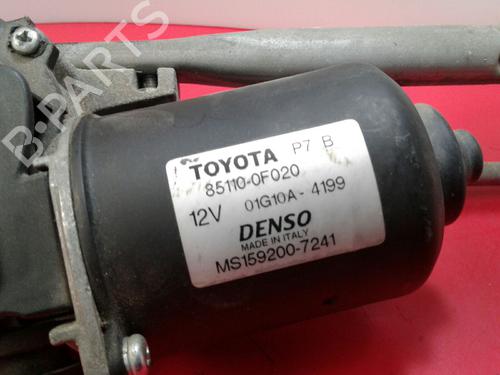 B-PARTS
TOYOTA P7 B
85110-0F020
12V 01G10A-4199
DENSO
MADE IN ITALY
MS159200-7241